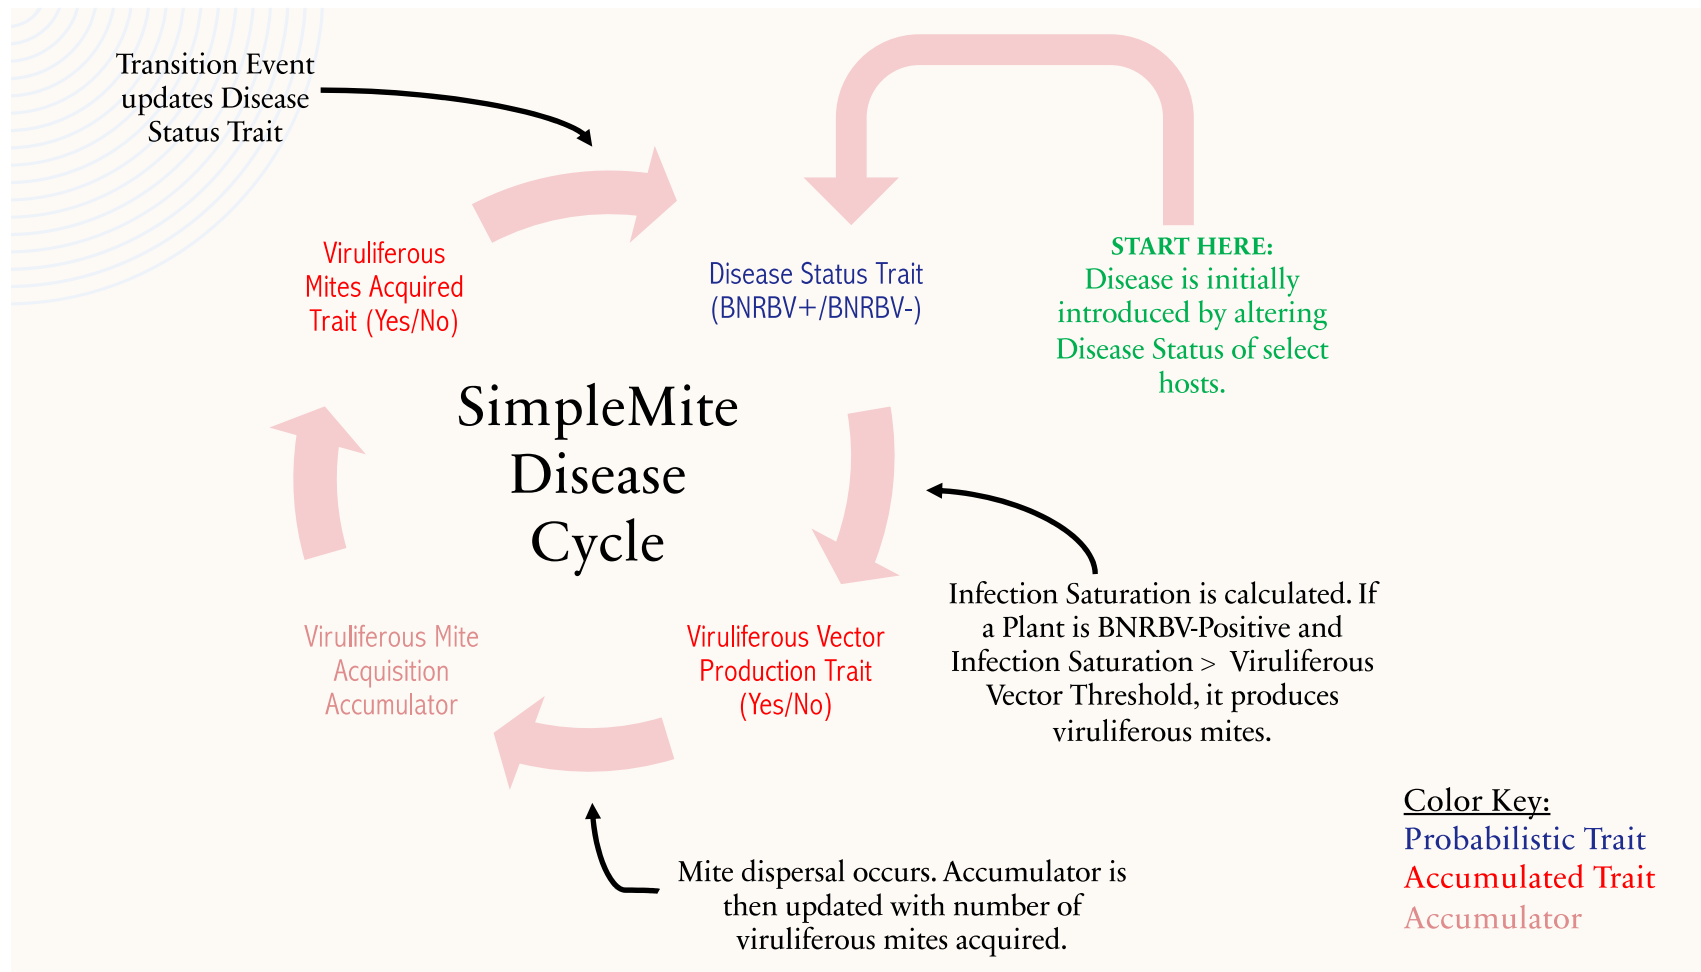 Transition Event
updates Disease
Status Trait
Viruliferous
Mites Acquired
Trait (Yes/No)
Disease Status Trait
(BNRBV+/BNRBV-)
START HERE:
Disease is initially
introduced by altering
Disease Status of select
hosts.
SimpleMite
Disease
Cycle
Viruliferous Mite
Acquisition
Accumulator
Viruliferous Vector
Production Trait
(Yes/No)
Infection Saturation is calculated. If
a Plant is BNRBV-Positive and
Infection Saturation > Viruliferous
Vector Threshold, it produces
viruliferous mites.
Mite dispersal occurs. Accumulator is
then updated with number of
viruliferous mites acquired.
Color Key:
Probabilistic Trait
Accumulated Trait
Accumulator